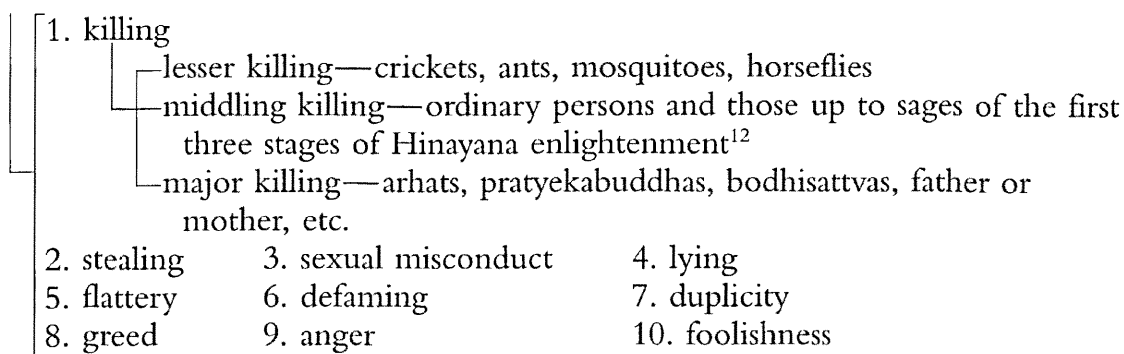 1. killing
lesser killing—crickets, ants, mosquitoes, horseflies
middling killing—ordinary persons and those up to sages of the first
three stages of Hinayana enlightenment¹²
major killing—arhats, pratyekabuddhas, bodhisattvas, father or
mother, etc.
2. stealing 3. sexual misconduct 4. lying
5. flattery 6. defaming 7. duplicity
8. greed 9. anger 10. foolishness